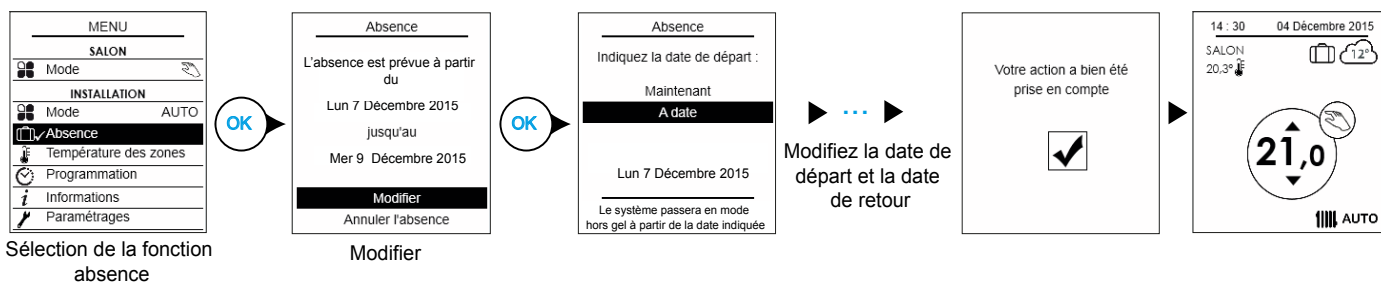 MENU
SALON
Mode
INSTALLATION
Mode AUTO
Absence
Température des zones
Programmation
i Informations
Paramétrages
Sélection de la fonction
absence
OK
Absence
L'absence est prévue à partir
du
Lun 7 Décembre 2015
jusqu'au
Mer 9 Décembre 2015
Modifier
Annuler l'absence
Modifier
OK
Absence
Indiquez la date de départ :
Maintenant
A date
Lun 7 Décembre 2015
Le système passera en mode
hors gel à partir de la date indiquée
...
Modifiez la date de
départ et la date
de retour
Votre action a bien été
prise en compte
14 : 30 04 Décembre 2015
SALON
20,3°
12°
21,0
AUTO